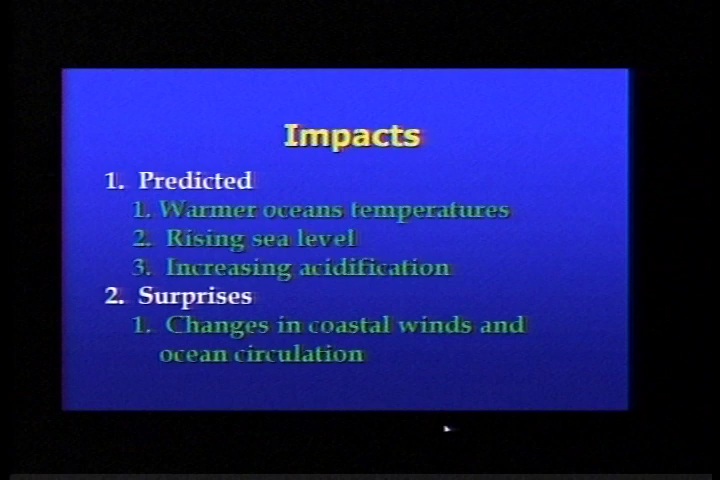 Impacts
1. Predicted
1. Warmer oceans temperatures
2. Rising sea level
3. Increasing acidification
2. Surprises
1. Changes in coastal winds and
ocean circulation